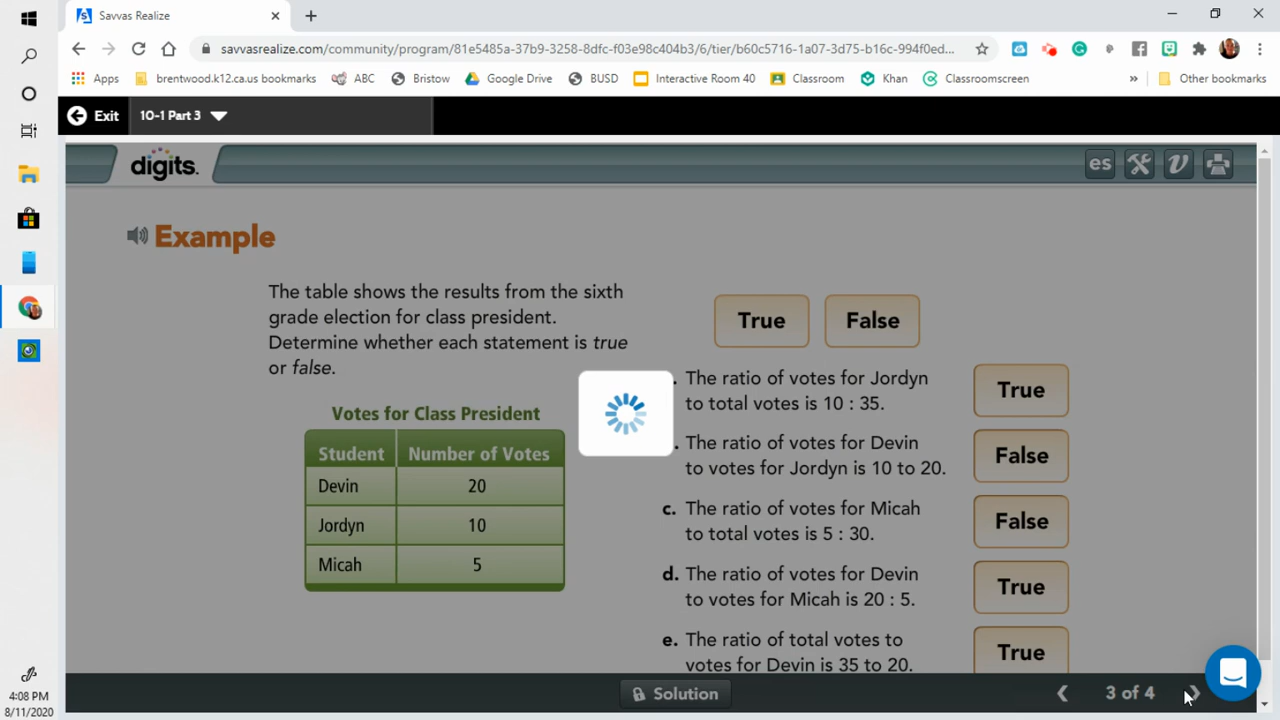 Savvas Realize
savvasrealize.com/community/program/81e5485a-37b9-3258-8dfc-f03e98c404b3/6/tier/b60c5716-1a07-3d75-b16c-994f0ed...
Apps
brentwood.k12.ca.us bookmarks
ABC
Bristow
Google Drive
BUSD
Interactive Room 40
Classroom
Khan
Classroomscreen
»
Other bookmarks
Exit
10-1 Part 3
digits.
es
Example
The table shows the results from the sixth
grade election for class president.
Determine whether each statement is true
or false.
Votes for Class President
Student Number of Votes
Devin 20
Jordyn 10
Micah 5
True False
. The ratio of votes for Jordyn
to total votes is 10 : 35.
True
. The ratio of votes for Devin
to votes for Jordyn is 10 to 20.
False
c. The ratio of votes for Micah
to total votes is 5 : 30.
False
d. The ratio of votes for Devin
to votes for Micah is 20 : 5.
True
e. The ratio of total votes to
votes for Devin is 35 to 20.
True
Solution
3 of 4
4:08 PM
8/11/2020